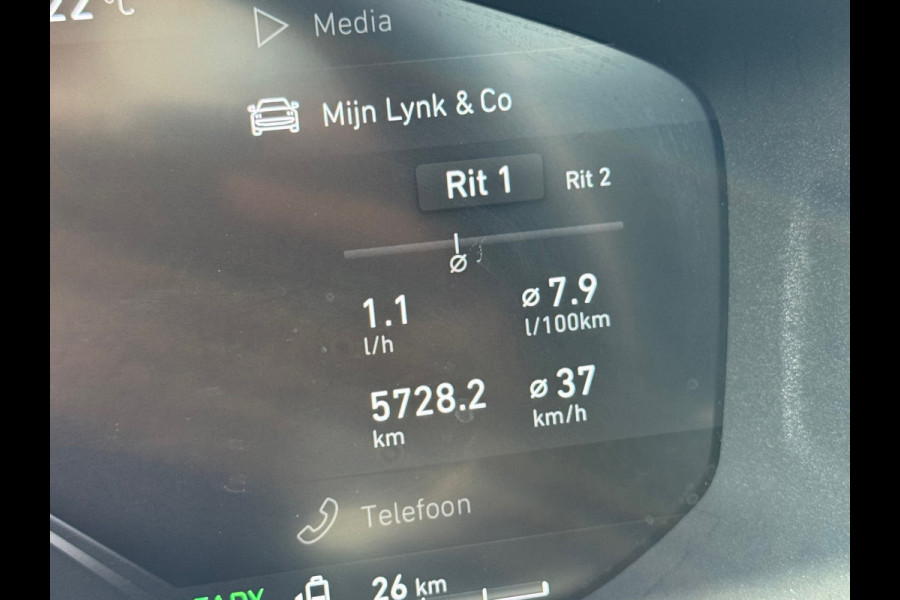 22 °C
Media
Mijn Lynk & Co
Rit 1 Rit 2
ø
1.1 ø 7.9
l/h l/100km
5728.2 ø 37
km km/h
Telefoon
26 km